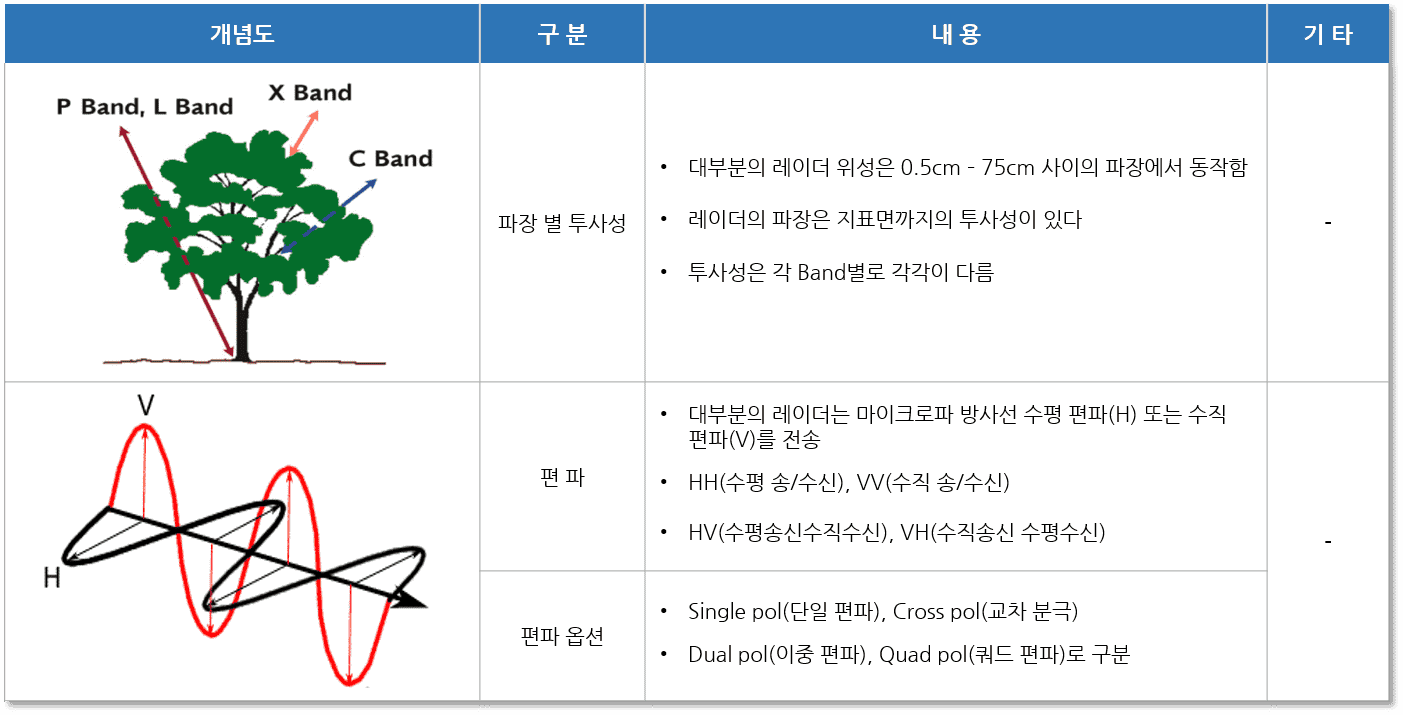 개념도
구 분
내 용
기 타
P Band, L Band
X Band
C Band
파장 별 투사성
• 대부분의 레이더 위성은 0.5cm - 75cm 사이의 파장에서 동작함
• 레이더의 파장은 지표면까지의 투사성이 있다
• 투사성은 각 Band별로 각각이 다름
-
V
H
편 파
• 대부분의 레이더는 마이크로파 방사선 수평 편파(H) 또는 수직
편파(V)를 전송
• HH(수평 송/수신), VV(수직 송/수신)
• HV(수평송신수직수신), VH(수직송신 수평수신)
-
편파 옵션
• Single pol(단일 편파), Cross pol(교차 분극)
• Dual pol(이중 편파), Quad pol(쿼드 편파)로 구분